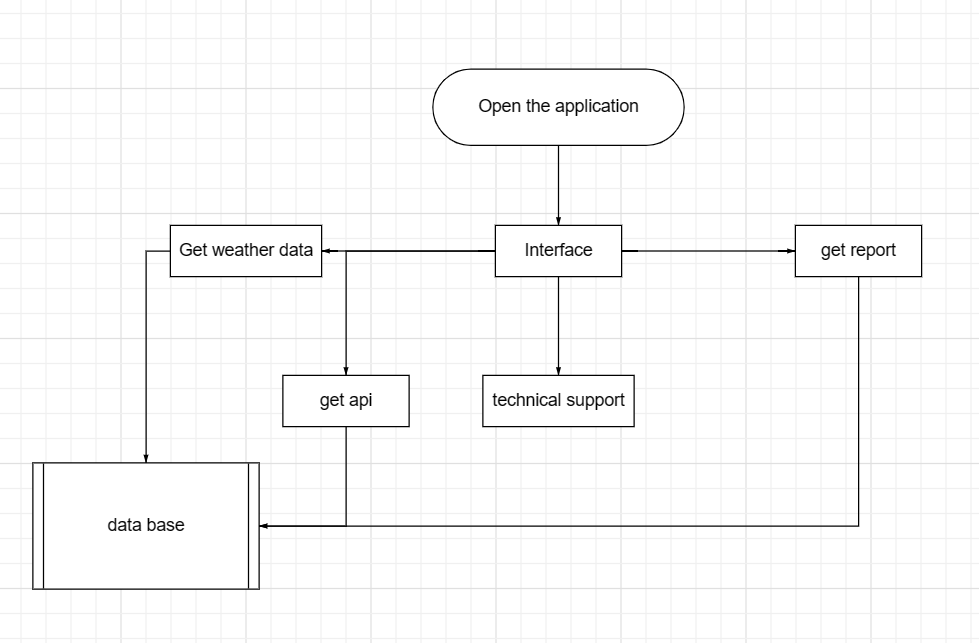 Open the application
Get weather data
Interface
get report
get api
technical support
data base